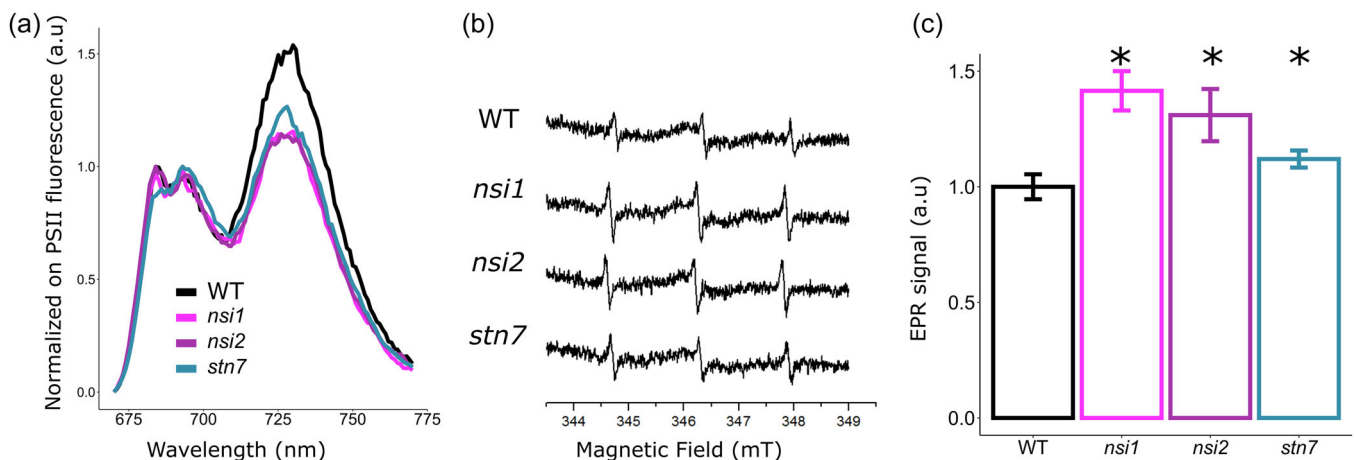 (a)
Normalized on PSII fluorescence (a.u)
1.5
1.0
0.5
0.0
WT
nsi1
nsi2
stn7
675
700
725
750
775
Wavelength (nm)
(b)
WT
nsi1
nsi2
stn7
344
345
346
347
348
349
Magnetic Field (mT)
(c)
EPR signal (a.u)
1.5
1.0
0.5
0.0
*
*
*
WT
nsi1
nsi2
stn7